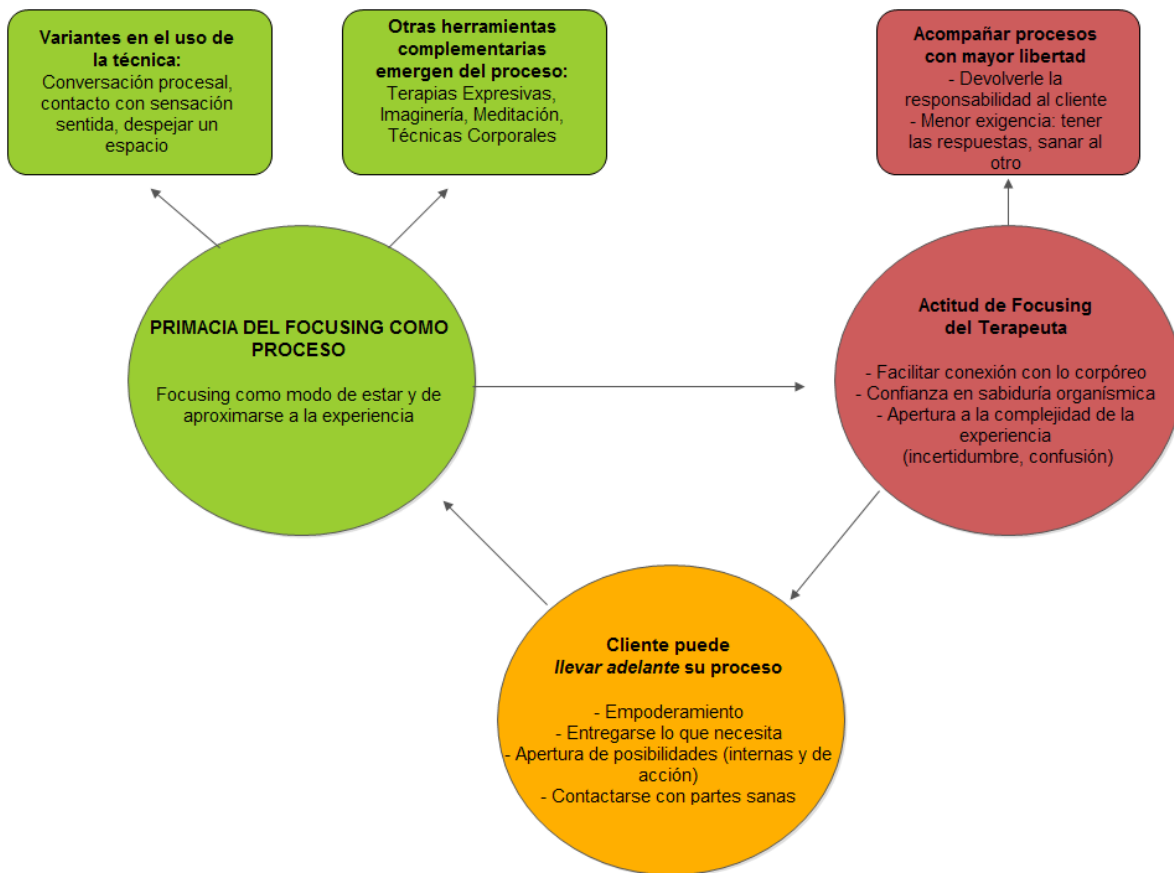 Variantes en el uso de
la técnica:
Conversación procesal,
contacto con sensación
sentida, despejar un
espacio
Otras herramientas
complementarias
emergen del proceso:
Terapias Expresivas,
Imaginería, Meditación,
Técnicas Corporales
Acompañar procesos
con mayor libertad
- Devolverle la
responsabilidad al cliente
- Menor exigencia: tener
las respuestas, sanar al
otro
PRIMACIA DEL FOCUSING COMO
PROCESO
Focusing como modo de estar y de
aproximarse a la experiencia
Actitud de Focusing
del Terapeuta
- Facilitar conexión con lo corpóreo
- Confianza en sabiduría organísmica
- Apertura a la complejidad de la
experiencia
(incertidumbre, confusión)
Cliente puede
llevar adelante su proceso
- Empoderamiento
- Entregarse lo que necesita
- Apertura de posibilidades (internas y de
acción)
- Contactarse con partes sanas